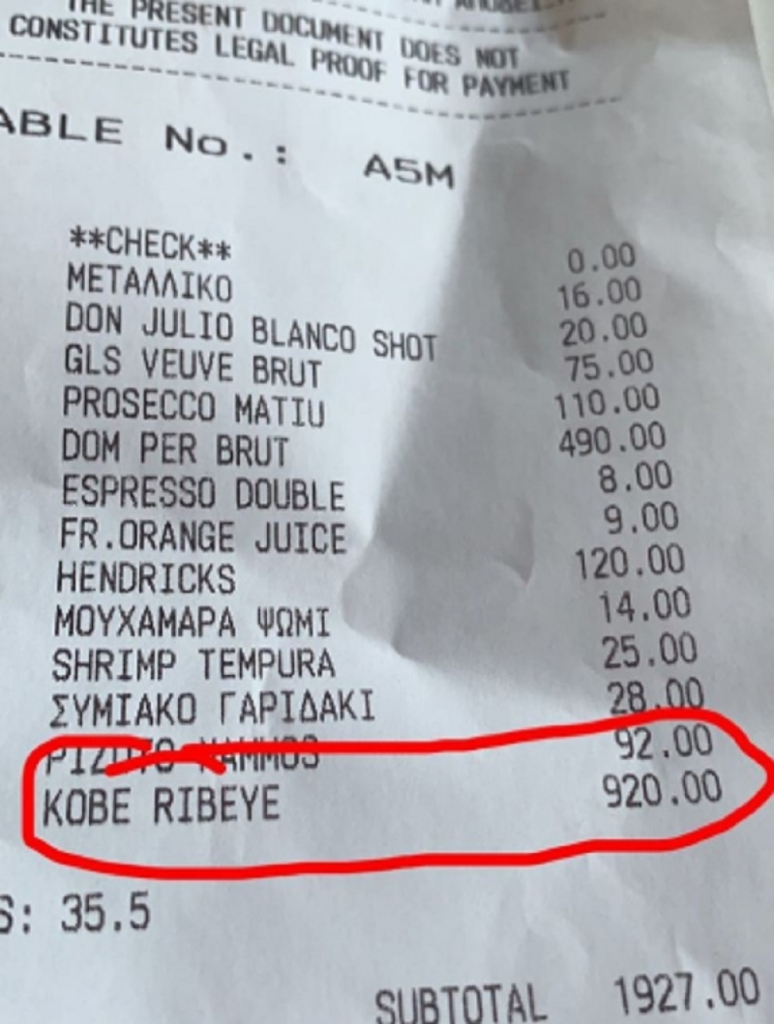 THE PRESENT DOCUMENT DOES NOT
CONSTITUTES LEGAL PROOF FOR PAYMENT
ABLE No.: A5M
**CHECK** 0.00
ΜΕΤΑΛΛΙΚΟ 16.00
DON JULIO BLANCO SHOT 20.00
GLS VEUVE BRUT 75.00
PROSECCO MATIU 110.00
DOM PER BRUT 490.00
ESPRESSO DOUBLE 8.00
FR.ORANGE JUICE 9.00
HENDRICKS 120.00
ΜΟΥΧΑΜΑΡΑ ΨΩΜΙ 14.00
SHRIMP TEMPURA 25.00
ΣΥΜΙΑΚΟ ΓΑΡΙΔΑΚΙ 28.00
ΡΙΖΟΤΟ NAMMOS 92.00
KOBE RIBEYE 920.00
S: 35.5
SUBTOTAL 1927.00